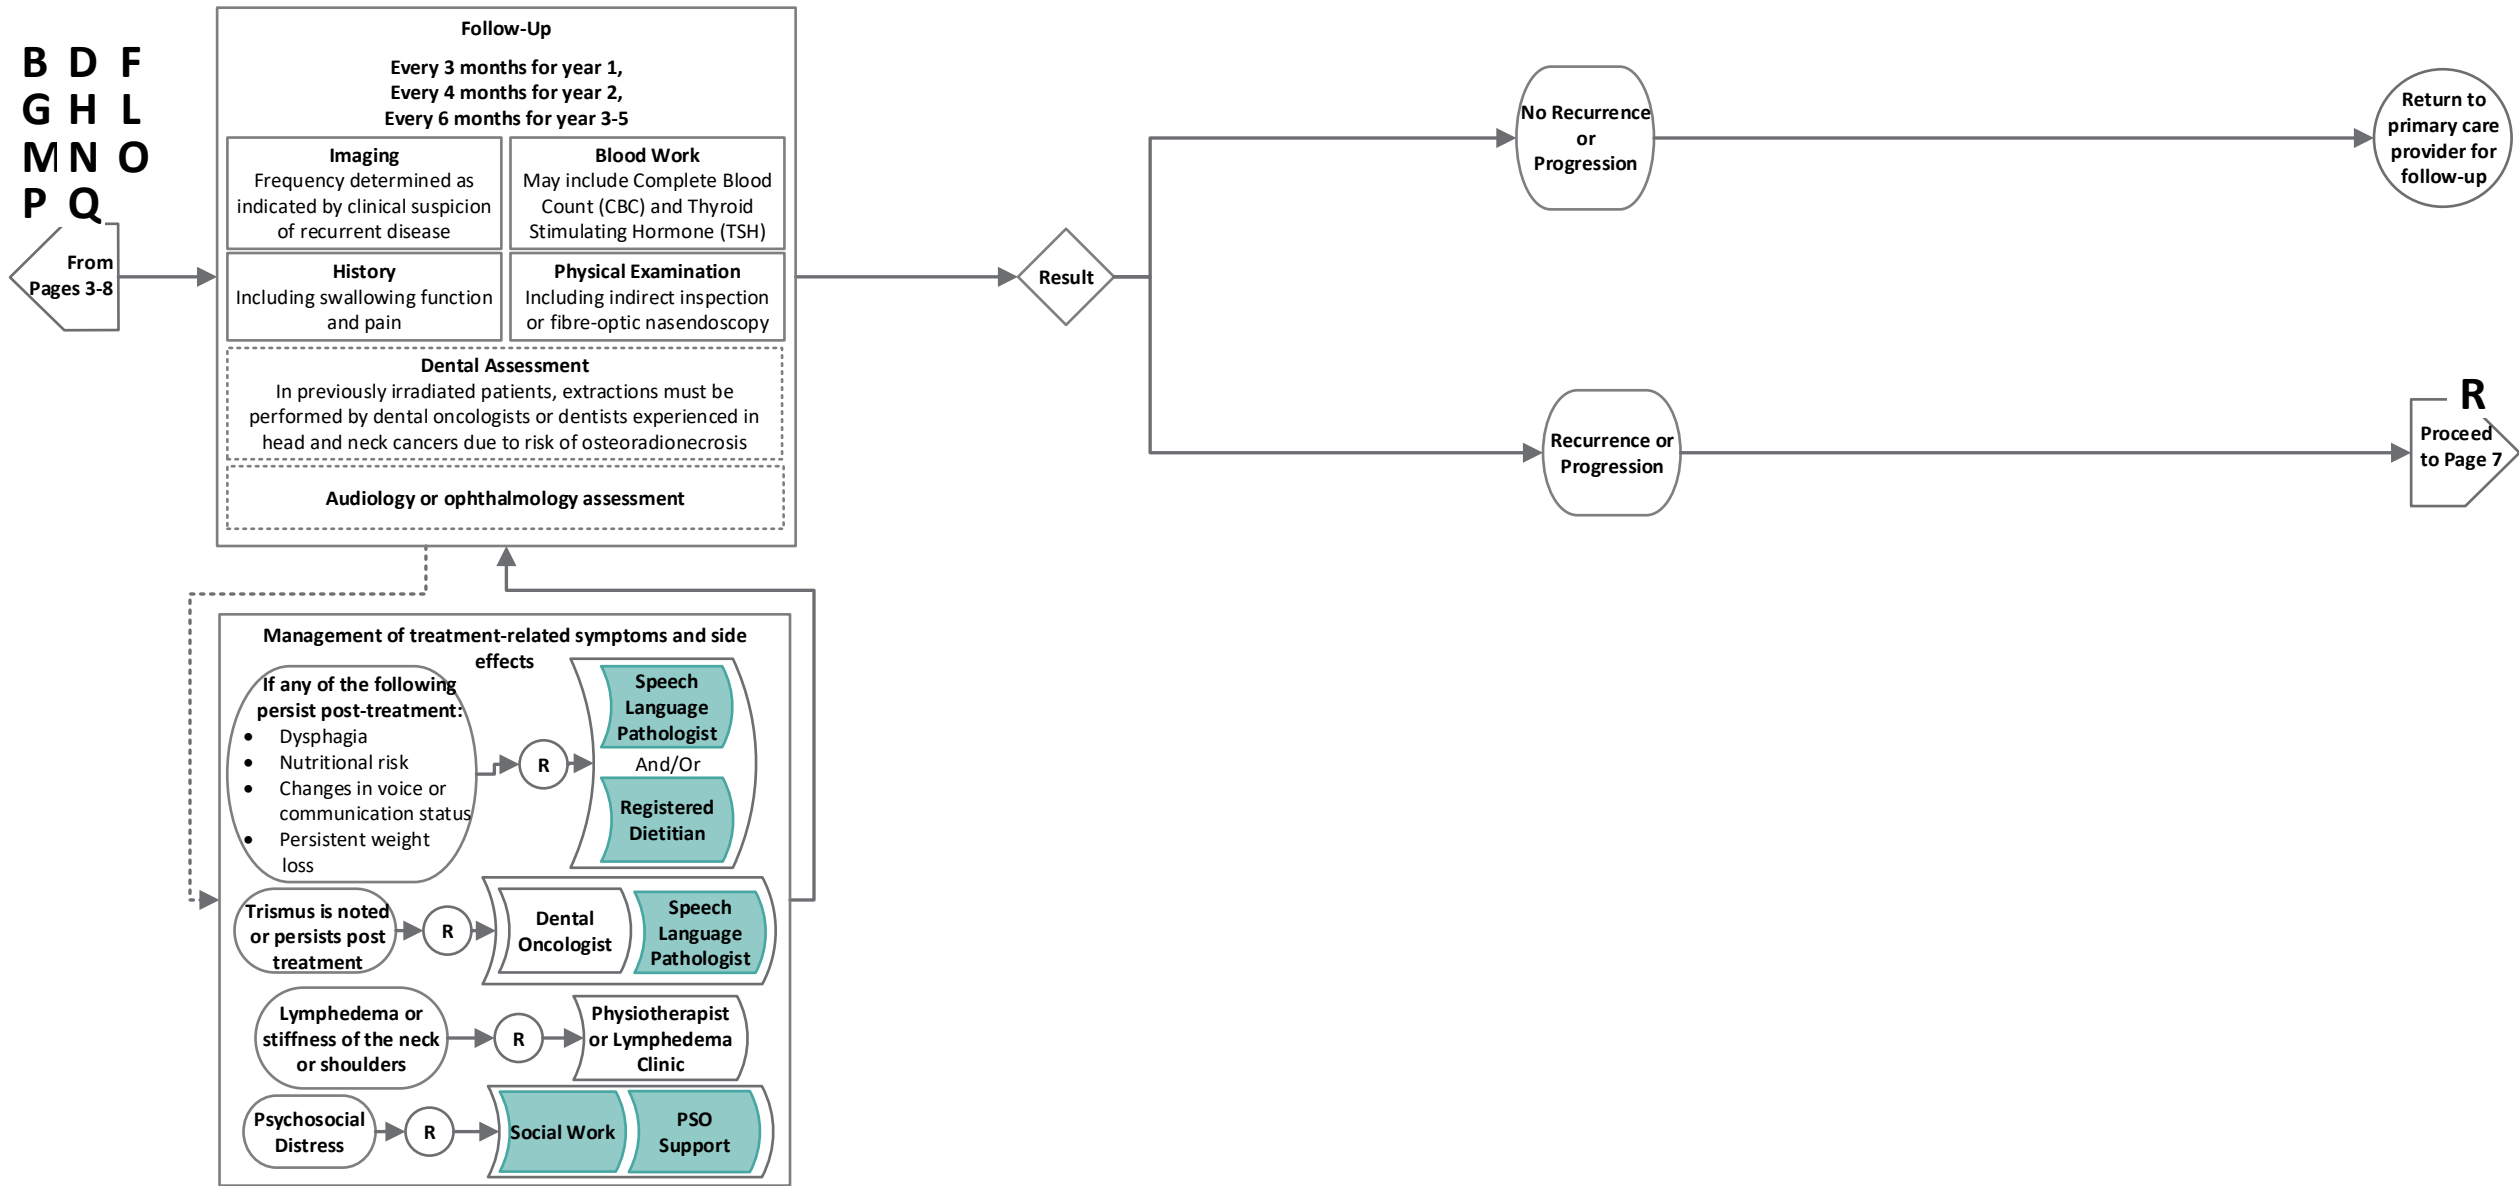 B D F
G H L
M N O
P Q
From
Pages 3-8
Follow-Up
Every 3 months for year 1,
Every 4 months for year 2,
Every 6 months for year 3-5
Imaging
Frequency determined as
indicated by clinical suspicion
of recurrent disease
Blood Work
May include Complete Blood
Count (CBC) and Thyroid
Stimulating Hormone (TSH)
History
Including swallowing function
and pain
Physical Examination
Including indirect inspection
or fibre-optic nasendoscopy
Dental Assessment
In previously irradiated patients, extractions must be
performed by dental oncologists or dentists experienced in
head and neck cancers due to risk of osteoradionecrosis
Audiology or ophthalmology assessment
Result
No Recurrence
or
Progression
Return to
primary care
provider for
follow-up
Recurrence or
Progression
R
Proceed
to Page 7
Management of treatment-related symptoms and side
effects
If any of the following
persist post-treatment:
• Dysphagia
• Nutritional risk
• Changes in voice or
communication status
• Persistent weight
loss
R
Speech
Language
Pathologist
And/Or
Registered
Dietitian
Trismus is noted
or persists post
treatment
R
Dental
Oncologist
Speech
Language
Pathologist
Lymphedema or
stiffness of the neck
or shoulders
R
Physiotherapist
or Lymphedema
Clinic
Psychosocial
Distress
R
Social Work
PSO
Support